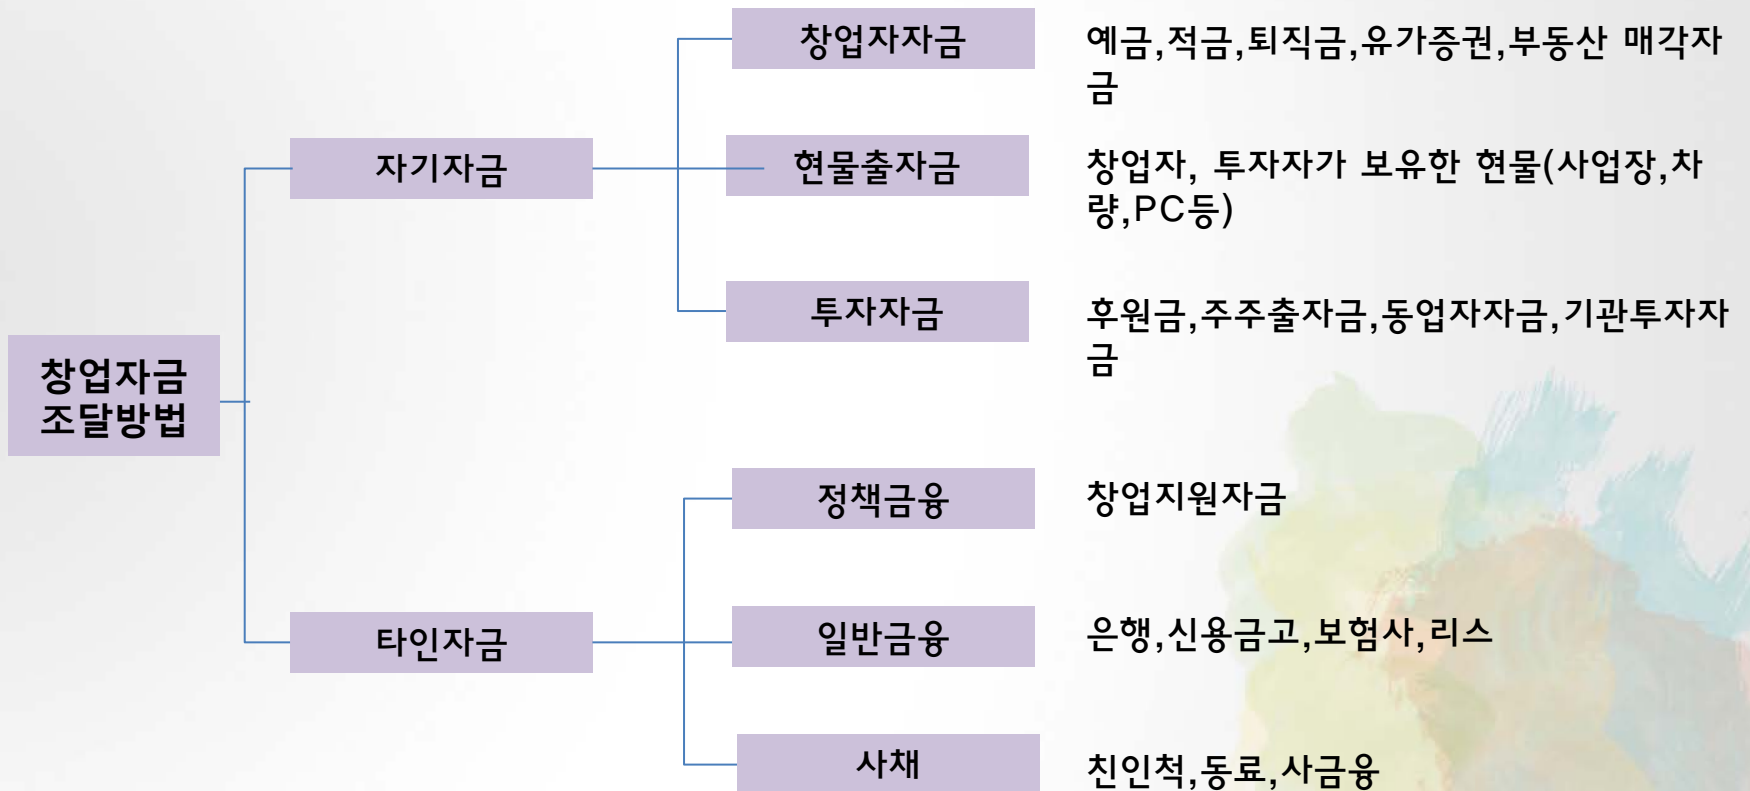 창업자금
조달방법
자기자금
창업자자금
예금,적금,퇴직금,유가증권,부동산 매각자
금
현물출자금
창업자, 투자자가 보유한 현물(사업장,차
량,PC등)
투자자금
후원금,주주출자금,동업자자금,기관투자자
금
타인자금
정책금융
창업지원자금
일반금융
은행,신용금고,보험사,리스
사채
친인척,동료,사금융